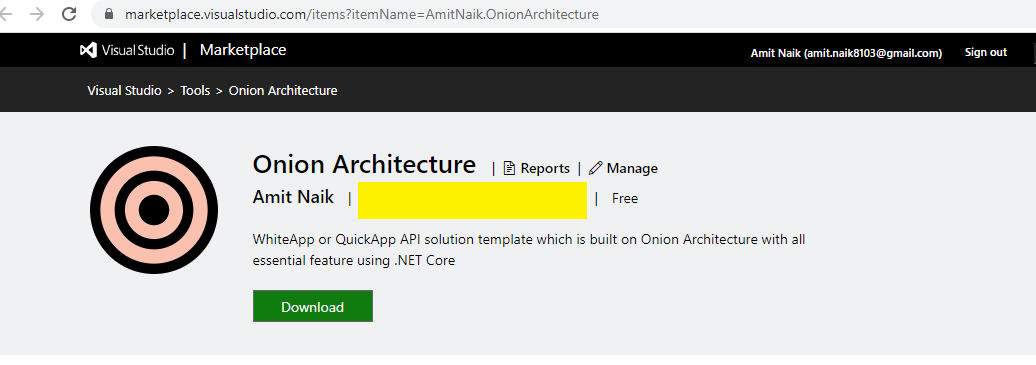 marketplace.visualstudio.com/items?itemName=AmitNaik.OnionArchitecture
Visual Studio | Marketplace
Amit Naik (amit.naik8103@gmail.com) Sign out
Visual Studio > Tools > Onion Architecture
Onion Architecture | Reports | Manage
Amit Naik | | Free
WhiteApp or QuickApp API solution template which is built on Onion Architecture with all
essential feature using .NET Core
Download